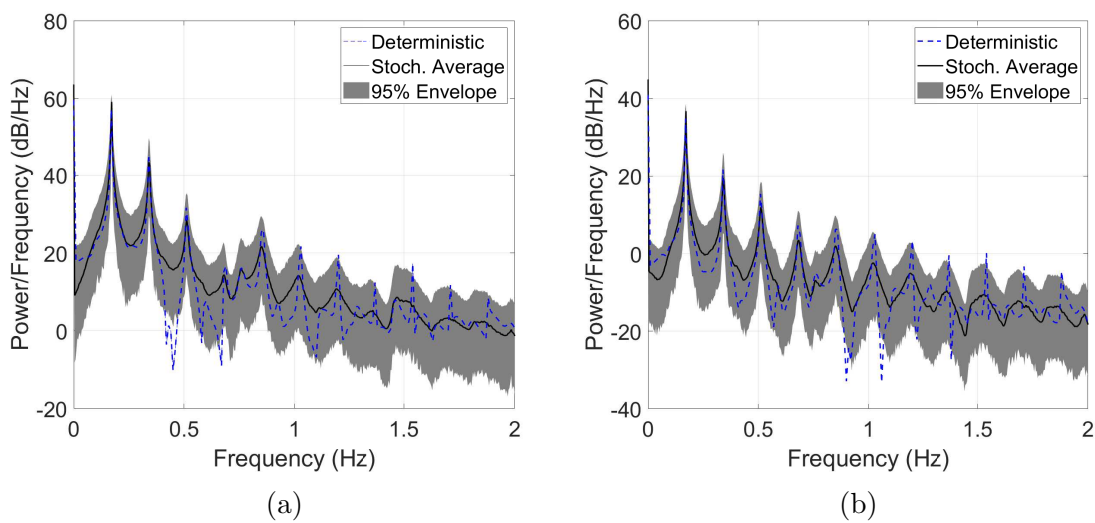 80
60
40
20
0
-20
0
0.5
1
1.5
2
Power/Frequency (dB/Hz)
Frequency (Hz)
Deterministic
Stoch. Average
95% Envelope
(a)
60
40
20
0
-20
-40
0
0.5
1
1.5
2
Power/Frequency (dB/Hz)
Frequency (Hz)
Deterministic
Stoch. Average
95% Envelope
(b)